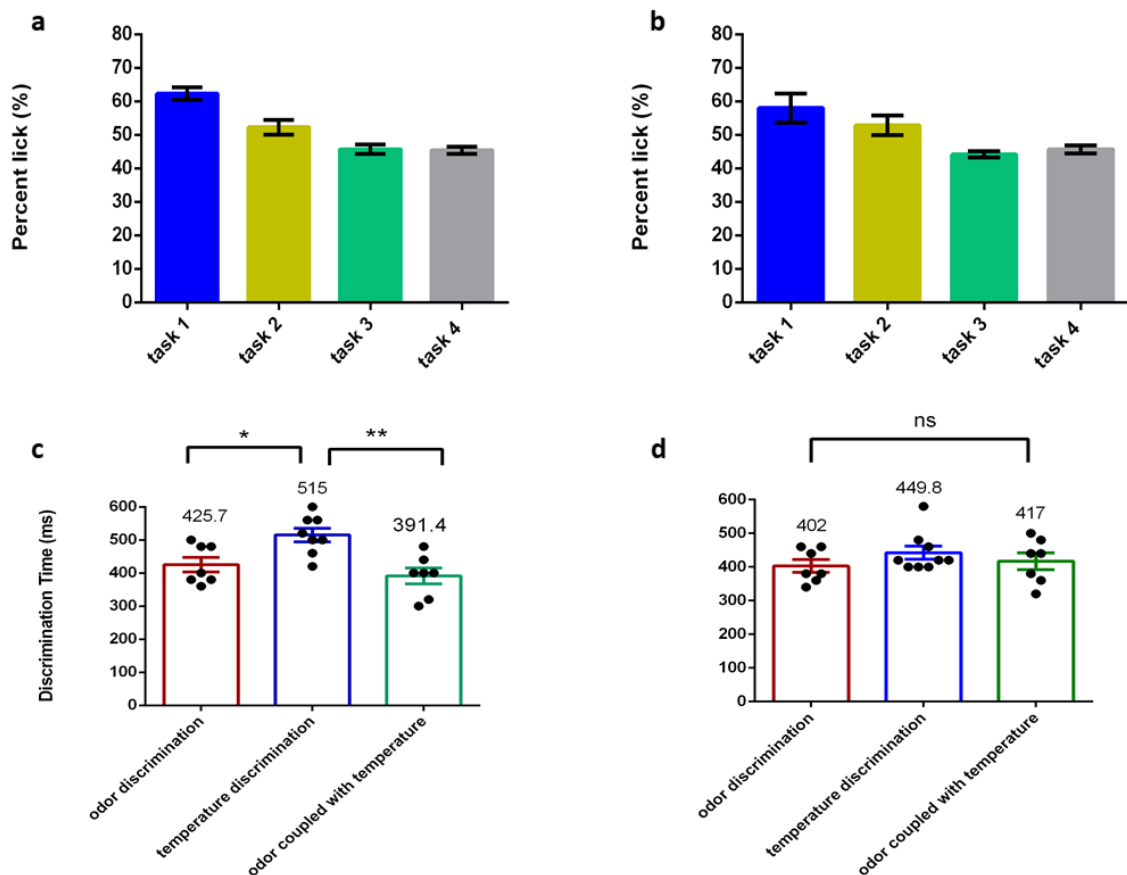 a
Percent lick (%)
80
70
60
50
40
30
20
10
0
task 1
task 2
task 3
task 4
b
Percent lick (%)
80
70
60
50
40
30
20
10
0
task 1
task 2
task 3
task 4
c
* **
Discrimination Time (ms)
600
500
400
300
200
100
0
425.7
515
391.4
odor discrimination
temperature discrimination
odor coupled with temperature
d
ns
600
500
400
300
200
100
0
402
449.8
417
odor discrimination
temperature discrimination
odor coupled with temperature